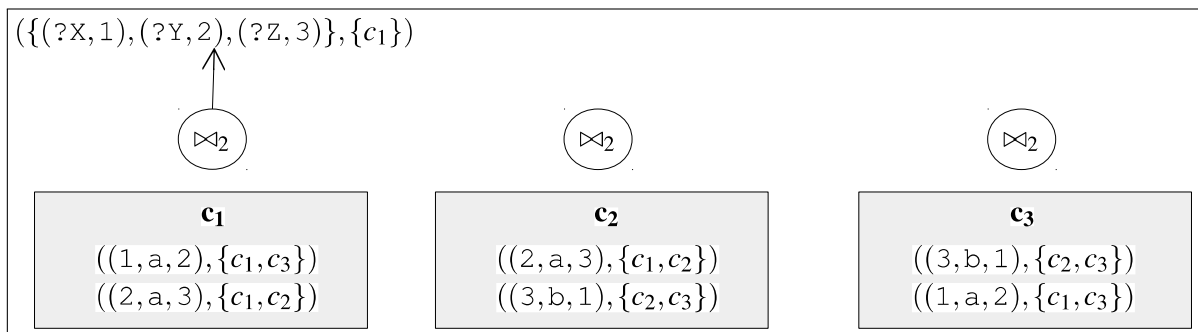 ({(?X,1),(?Y,2),(?Z,3)},{c₁})
⋈₂ ⋈₂ ⋈₂
c₁ c₂ c₃
((1,a,2),{c₁,c₃}) ((2,a,3),{c₁,c₂}) ((3,b,1),{c₂,c₃})
((2,a,3),{c₁,c₂}) ((3,b,1),{c₂,c₃}) ((1,a,2),{c₁,c₃})